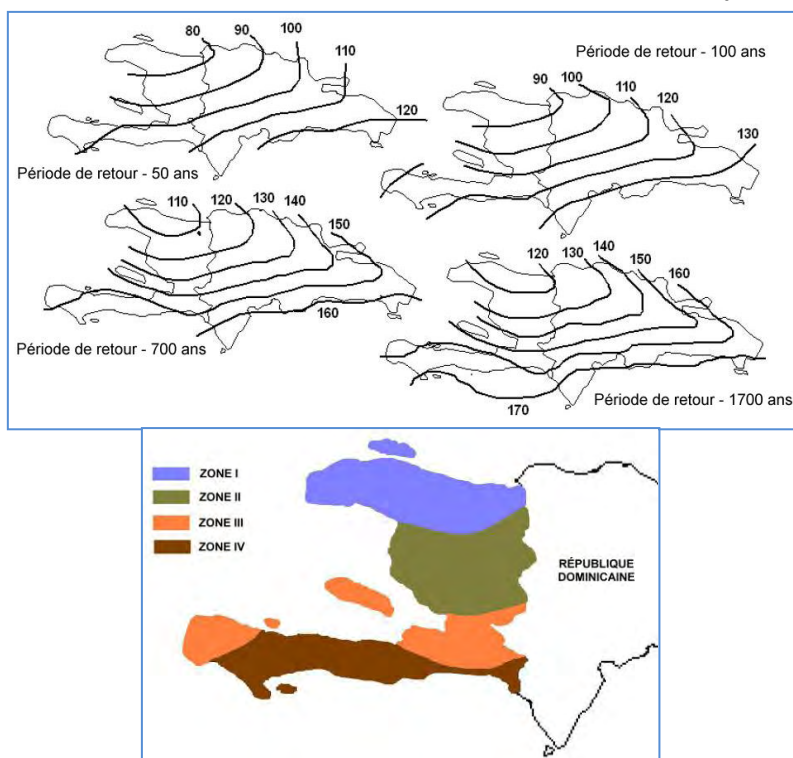 80
90
100
110
120
Période de retour - 50 ans
Période de retour - 100 ans
90
100
110
120
130
110
120
130
140
150
160
Période de retour - 700 ans
120
130
140
150
160
170
Période de retour - 1700 ans
ZONE I
ZONE II
ZONE III
ZONE IV
RÉPUBLIQUE
DOMINICAINE